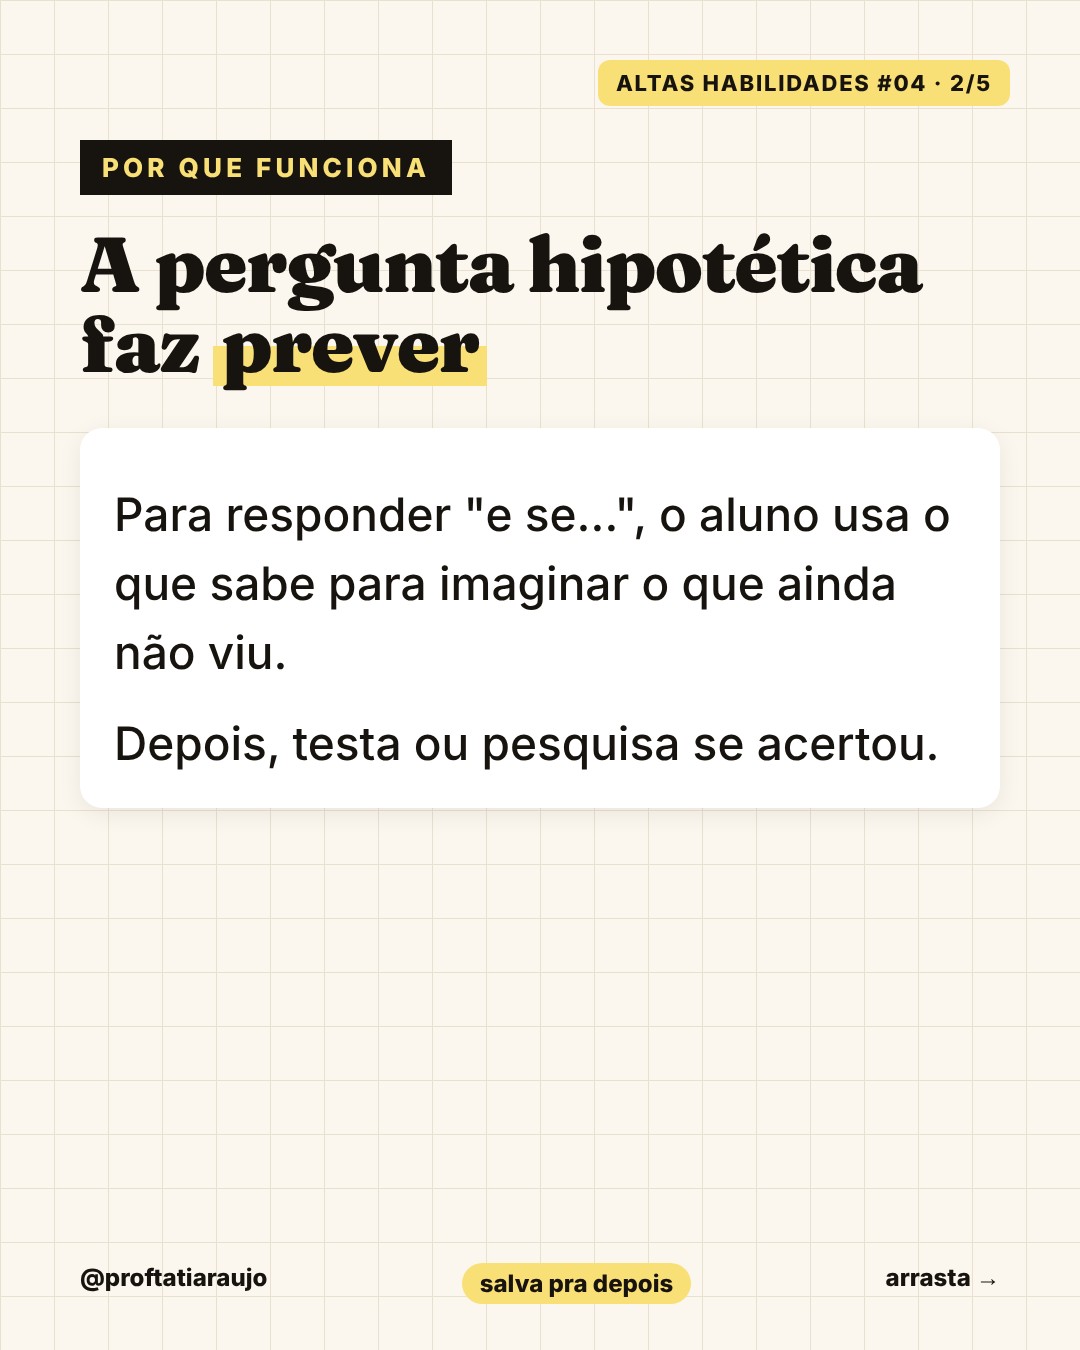 ALTAS HABILIDADES #04 · 2/5
POR QUE FUNCIONA
A pergunta hipotética
faz prever
Para responder "e se...", o aluno usa o
que sabe para imaginar o que ainda
não viu.
Depois, testa ou pesquisa se acertou.
@proftatiaraujo
salva pra depois
arrasta →